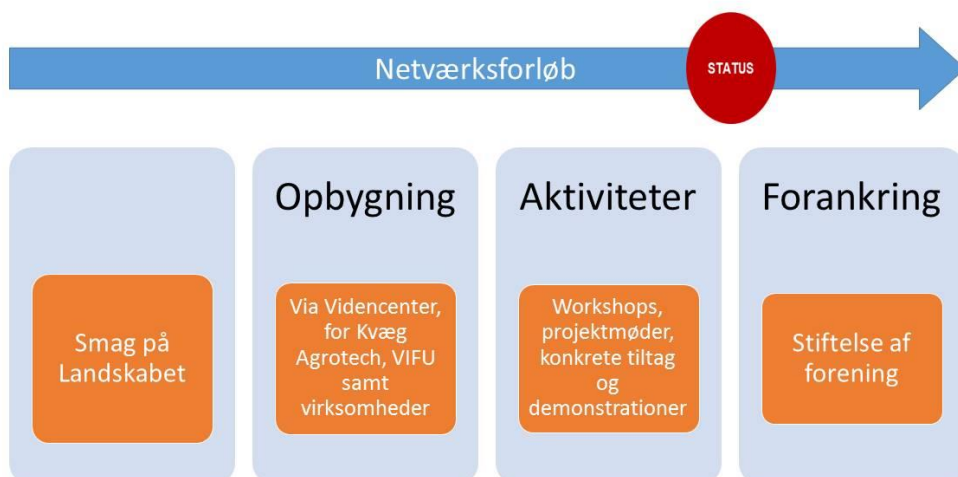 Netværksforløb
STATUS
Smag på
Landskabet
Opbygning
Via Videncenter,
for Kvæg
Agrotech, VIFU
samt
virksomheder
Aktiviteter
Workshops,
projektmøder,
konkrete tiltag
og
demonstrationer
Forankring
Stiftelse af
forening